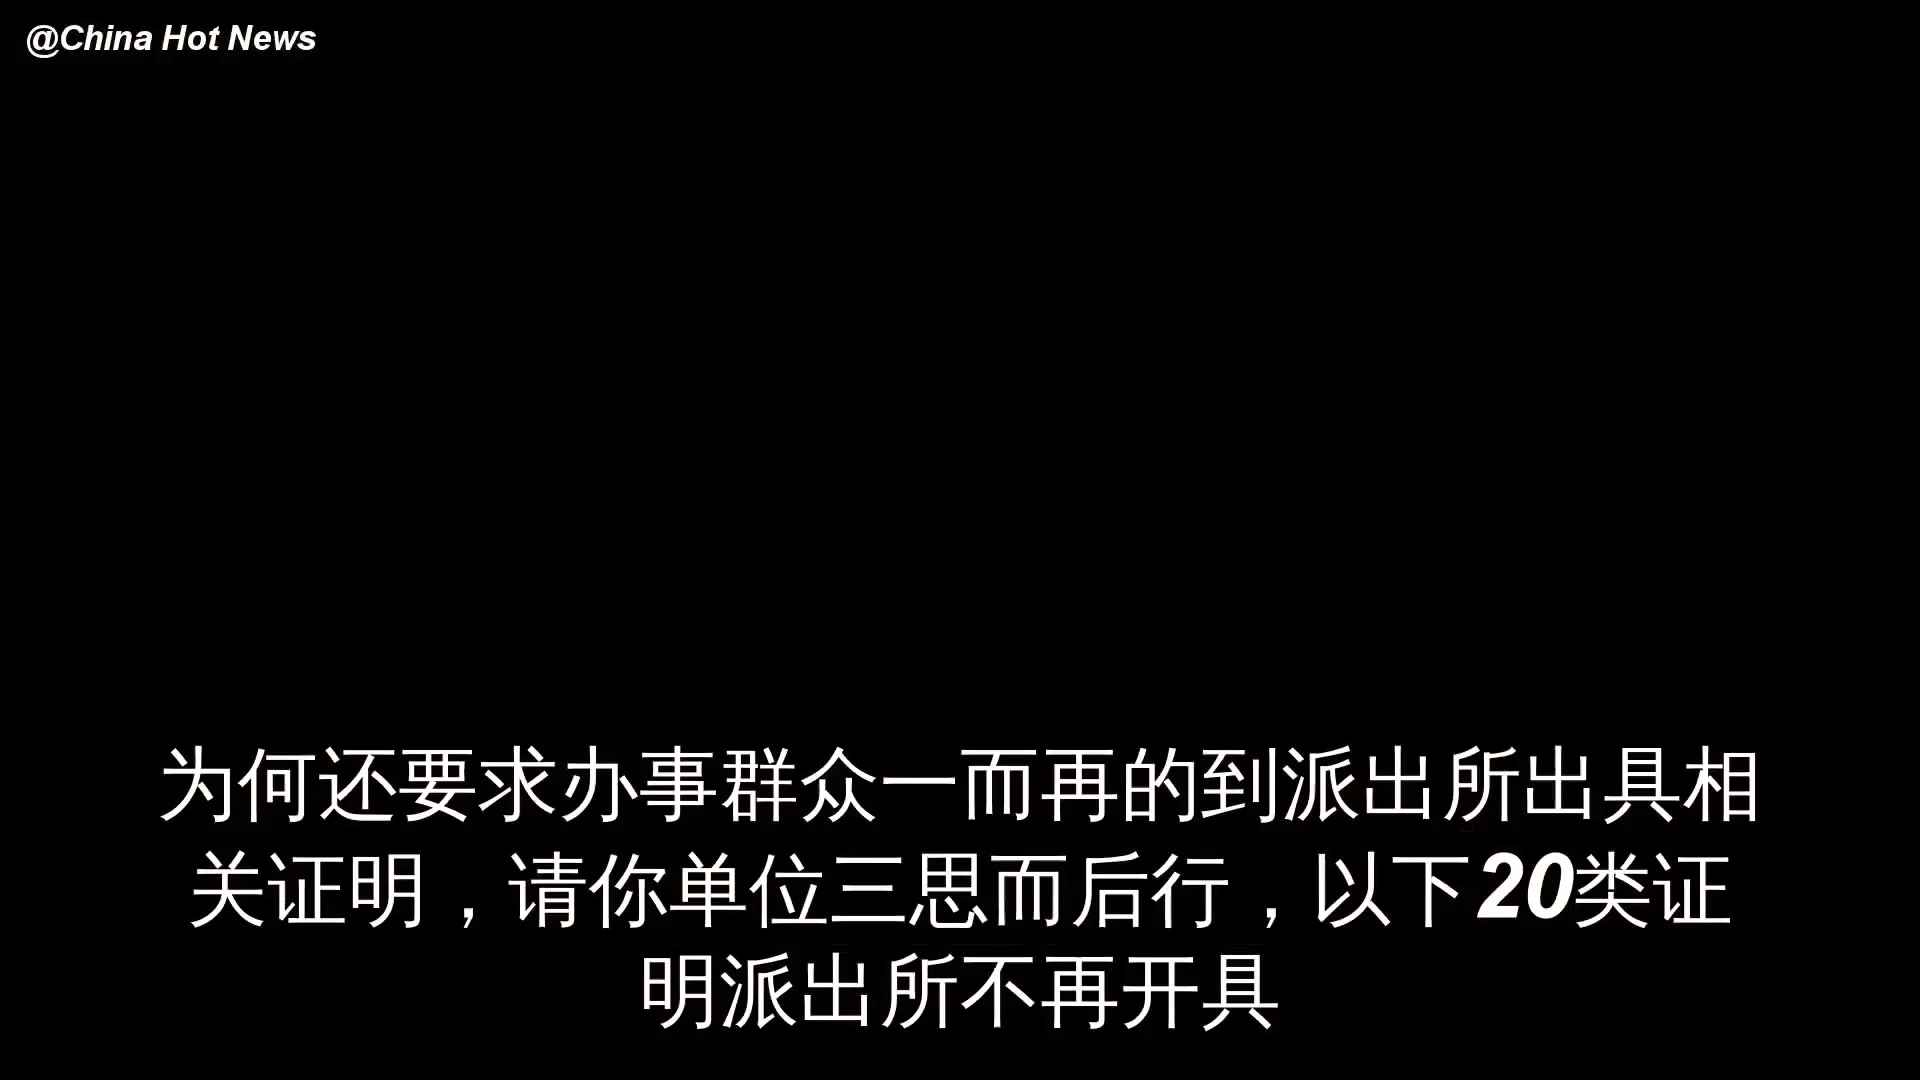 @China Hot News
为何还要求办事群众一而再的到派出所出具相
关证明，请你单位三思而后行，以下20类证
明派出所不再开具